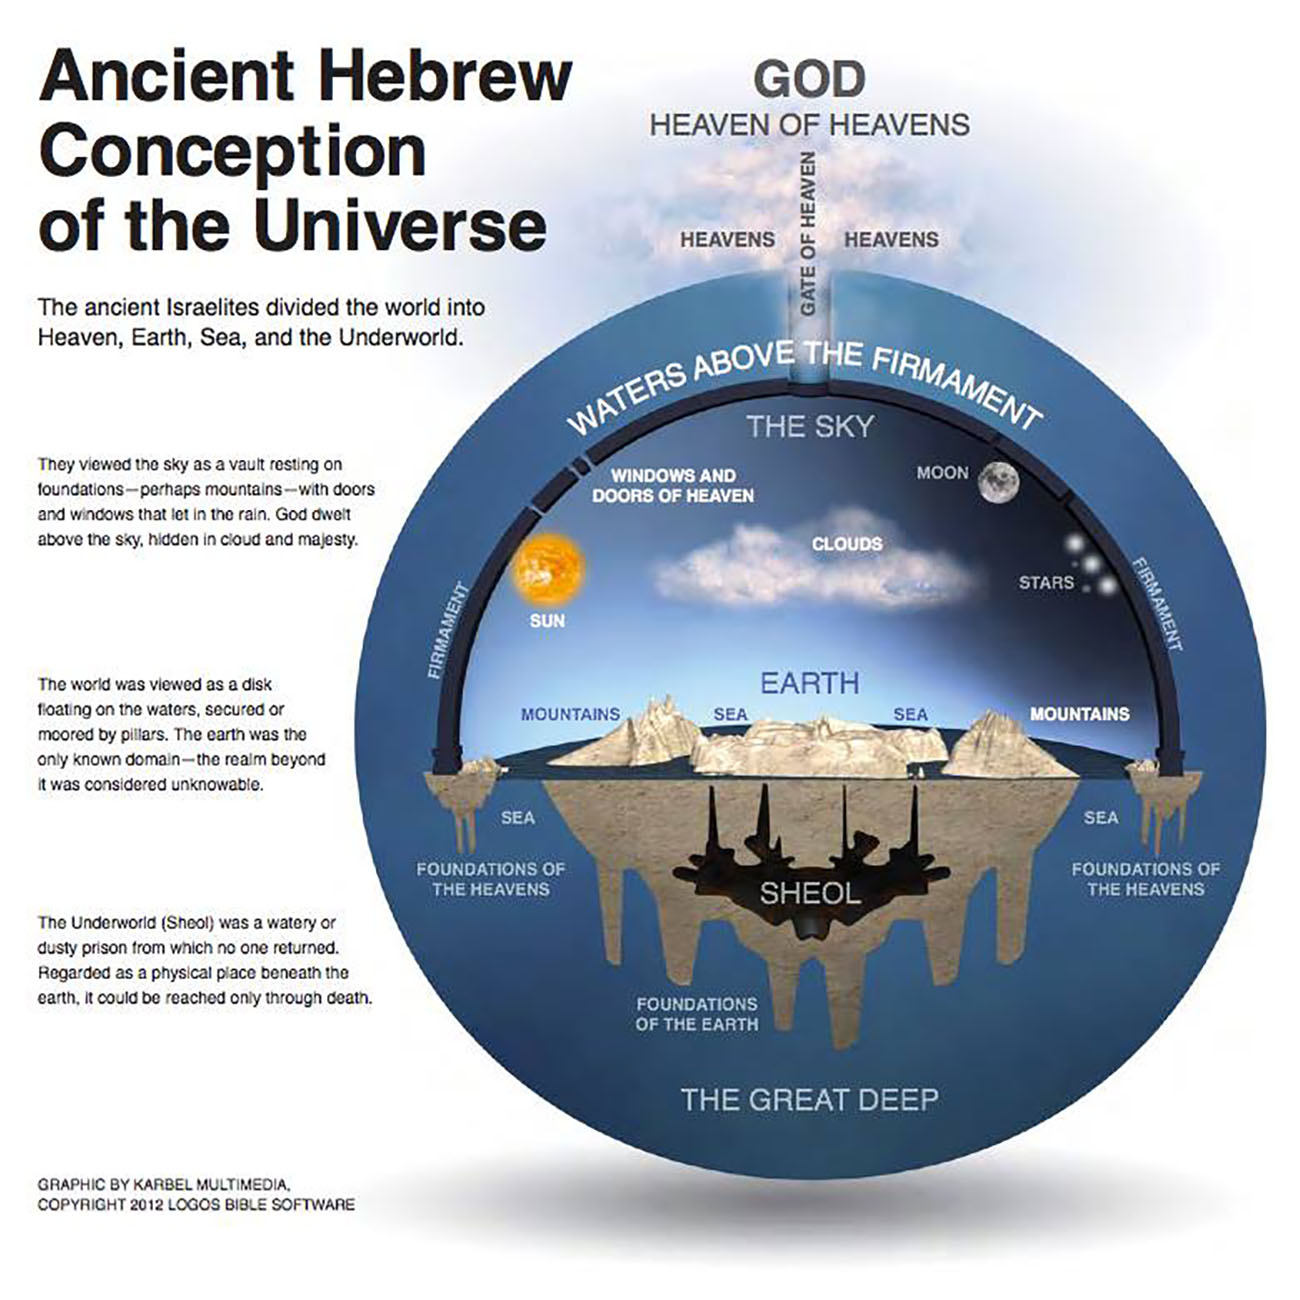 Ancient Hebrew
Conception
of the Universe
The ancient Israelites divided the world into
Heaven, Earth, Sea, and the Underworld.
They viewed the sky as a vault resting on
foundations—perhaps mountains—with doors
and windows that let in the rain. God dwelt
above the sky, hidden in cloud and majesty.
The world was viewed as a disk
floating on the waters, secured or
moored by pillars. The earth was the
only known domain—the realm beyond
it was considered unknowable.
The Underworld (Sheol) was a watery or
dusty prison from which no one returned.
Regarded as a physical place beneath the
earth, it could be reached only through death.
GRAPHIC BY KARBEL MULTIMEDIA,
COPYRIGHT 2012 LOGOS BIBLE SOFTWARE
GOD
HEAVEN OF HEAVENS
GATE OF HEAVEN
HEAVENS
HEAVENS
WATERS ABOVE THE FIRMAMENT
THE SKY
WINDOWS AND
DOORS OF HEAVEN
MOON
CLOUDS
STARS
SUN
FIRMAMENT
FIRMAMENT
EARTH
MOUNTAINS
SEA
SEA
MOUNTAINS
SEA
SEA
FOUNDATIONS OF
THE HEAVENS
FOUNDATIONS OF
THE HEAVENS
SHEOL
FOUNDATIONS
OF THE EARTH
THE GREAT DEEP